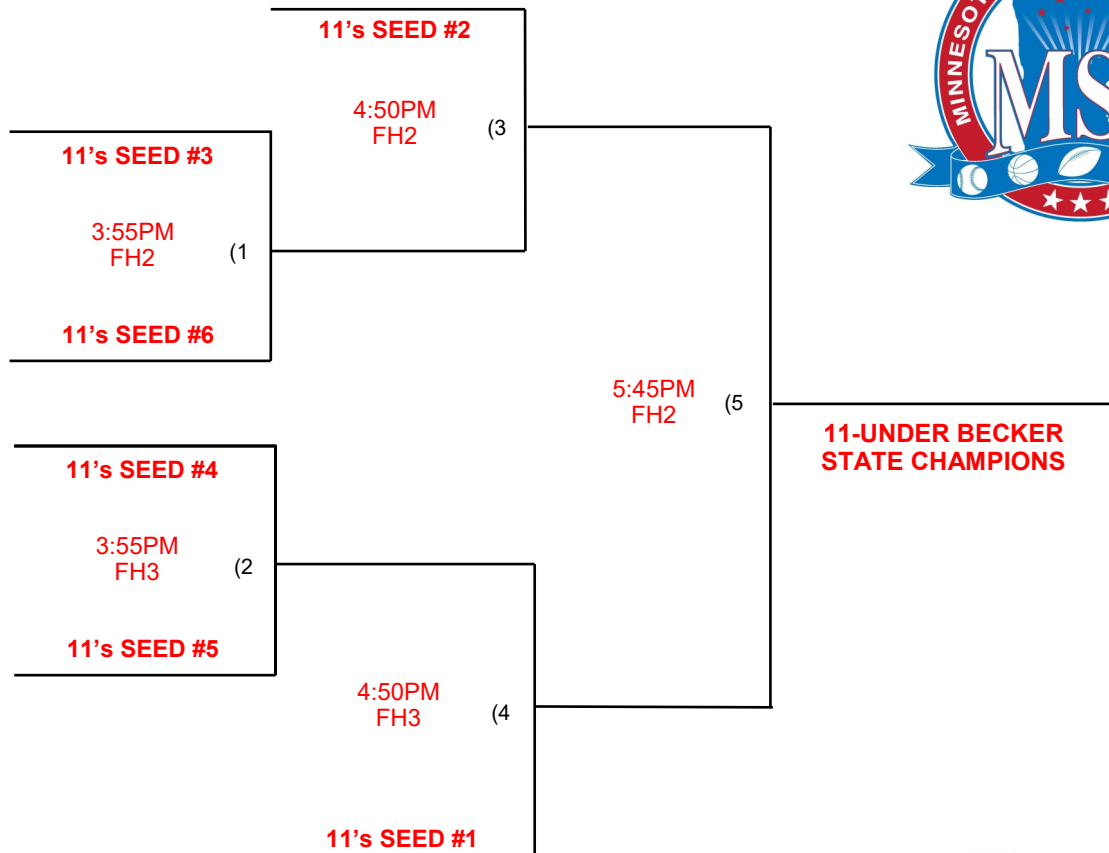 11's SEED #2
4:50PM
FH2
(3
11's SEED #3
3:55PM
FH2
(1
11's SEED #6
5:45PM
FH2
(5
11-UNDER BECKER
STATE CHAMPIONS
11's SEED #4
3:55PM
FH3
(2
11’s SEED #5
4:50PM
FH3
(4
11's SEED #1